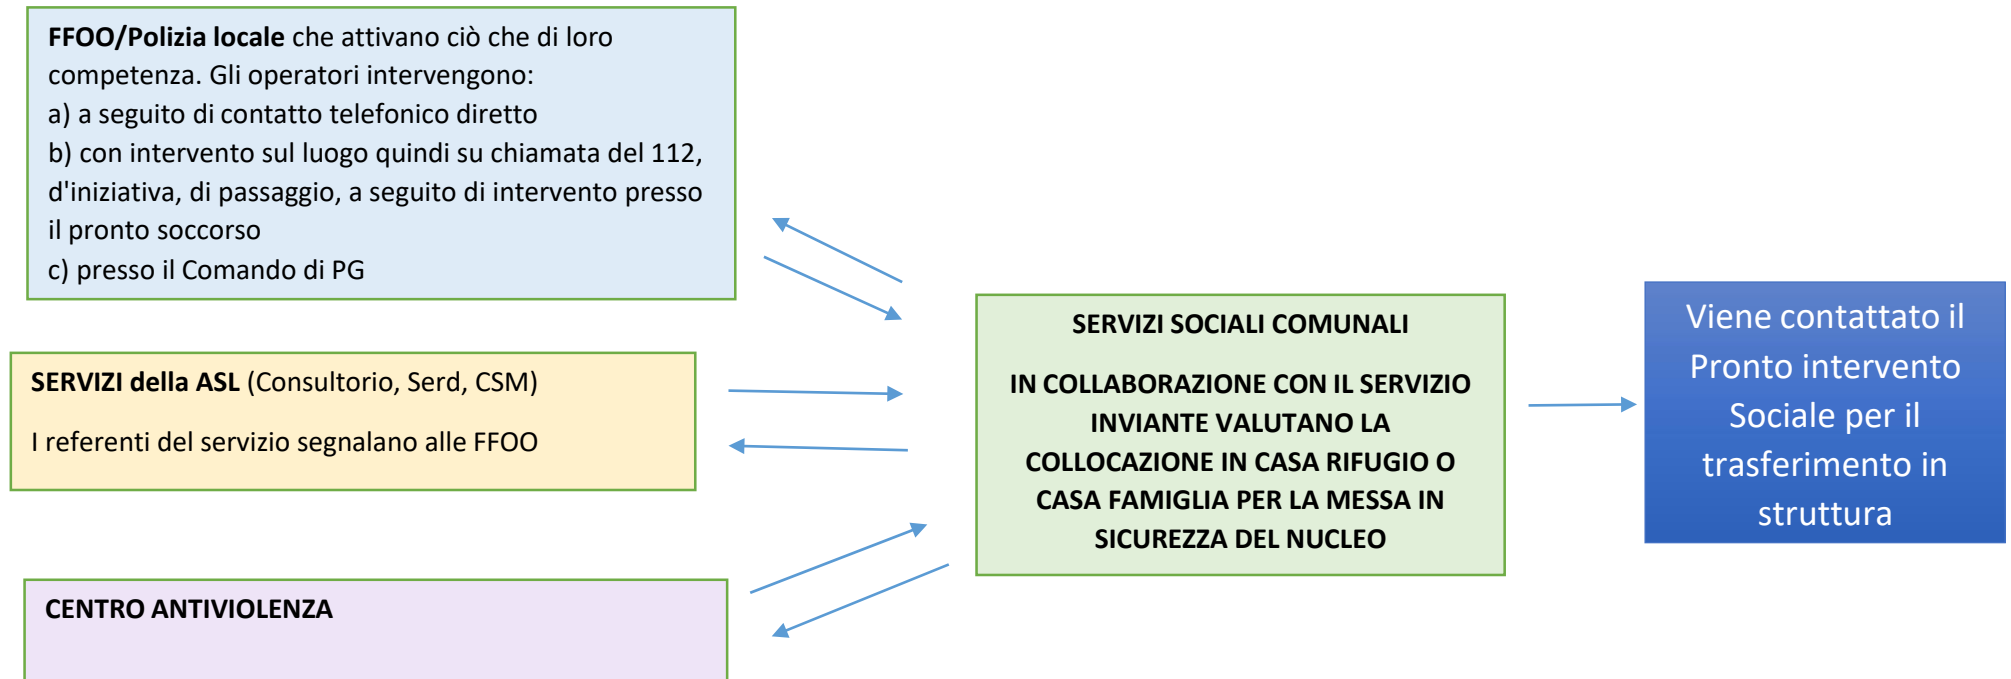 FFOO/Polizia locale che attivano ciò che di loro
competenza. Gli operatori intervengono:
a) a seguito di contatto telefonico diretto
b) con intervento sul luogo quindi su chiamata del 112,
d'iniziativa, di passaggio, a seguito di intervento presso
il pronto soccorso
c) presso il Comando di PG
SERVIZI della ASL (Consultorio, Serd, CSM)
I referenti del servizio segnalano alle FFOO
CENTRO ANTIVIOLENZA
SERVIZI SOCIALI COMUNALI
IN COLLABORAZIONE CON IL SERVIZIO
INVIANTE VALUTANO LA
COLLOCAZIONE IN CASA RIFUGIO O
CASA FAMIGLIA PER LA MESSA IN
SICUREZZA DEL NUCLEO
Viene contattato il
Pronto intervento
Sociale per il
trasferimento in
struttura